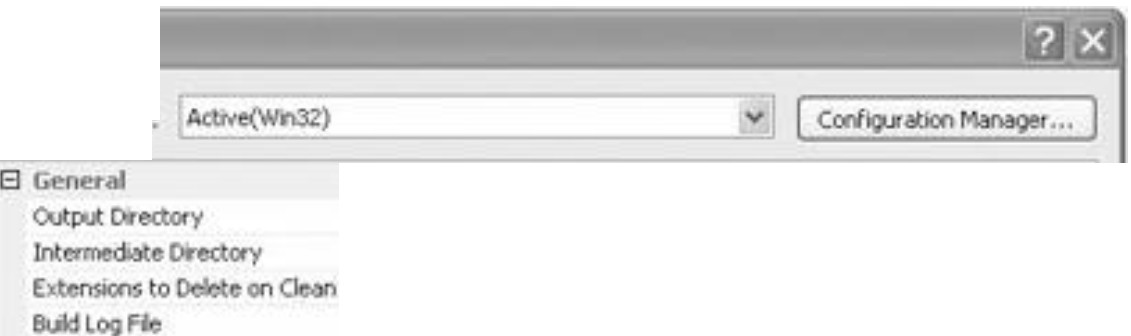 Active(Win32)
Configuration Manager...
General
Output Directory
Intermediate Directory
Extensions to Delete on Clean
Build Log File